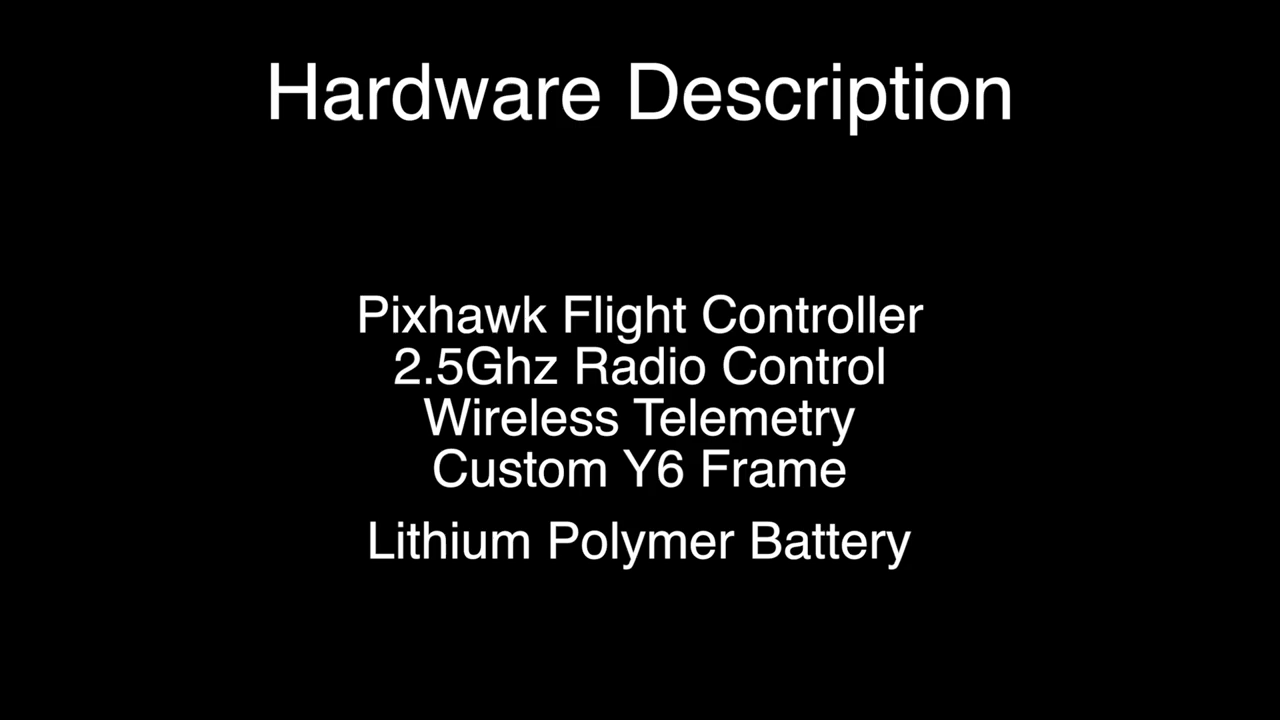 Hardware Description
Pixhawk Flight Controller
2.5Ghz Radio Control
Wireless Telemetry
Custom Y6 Frame
Lithium Polymer Battery